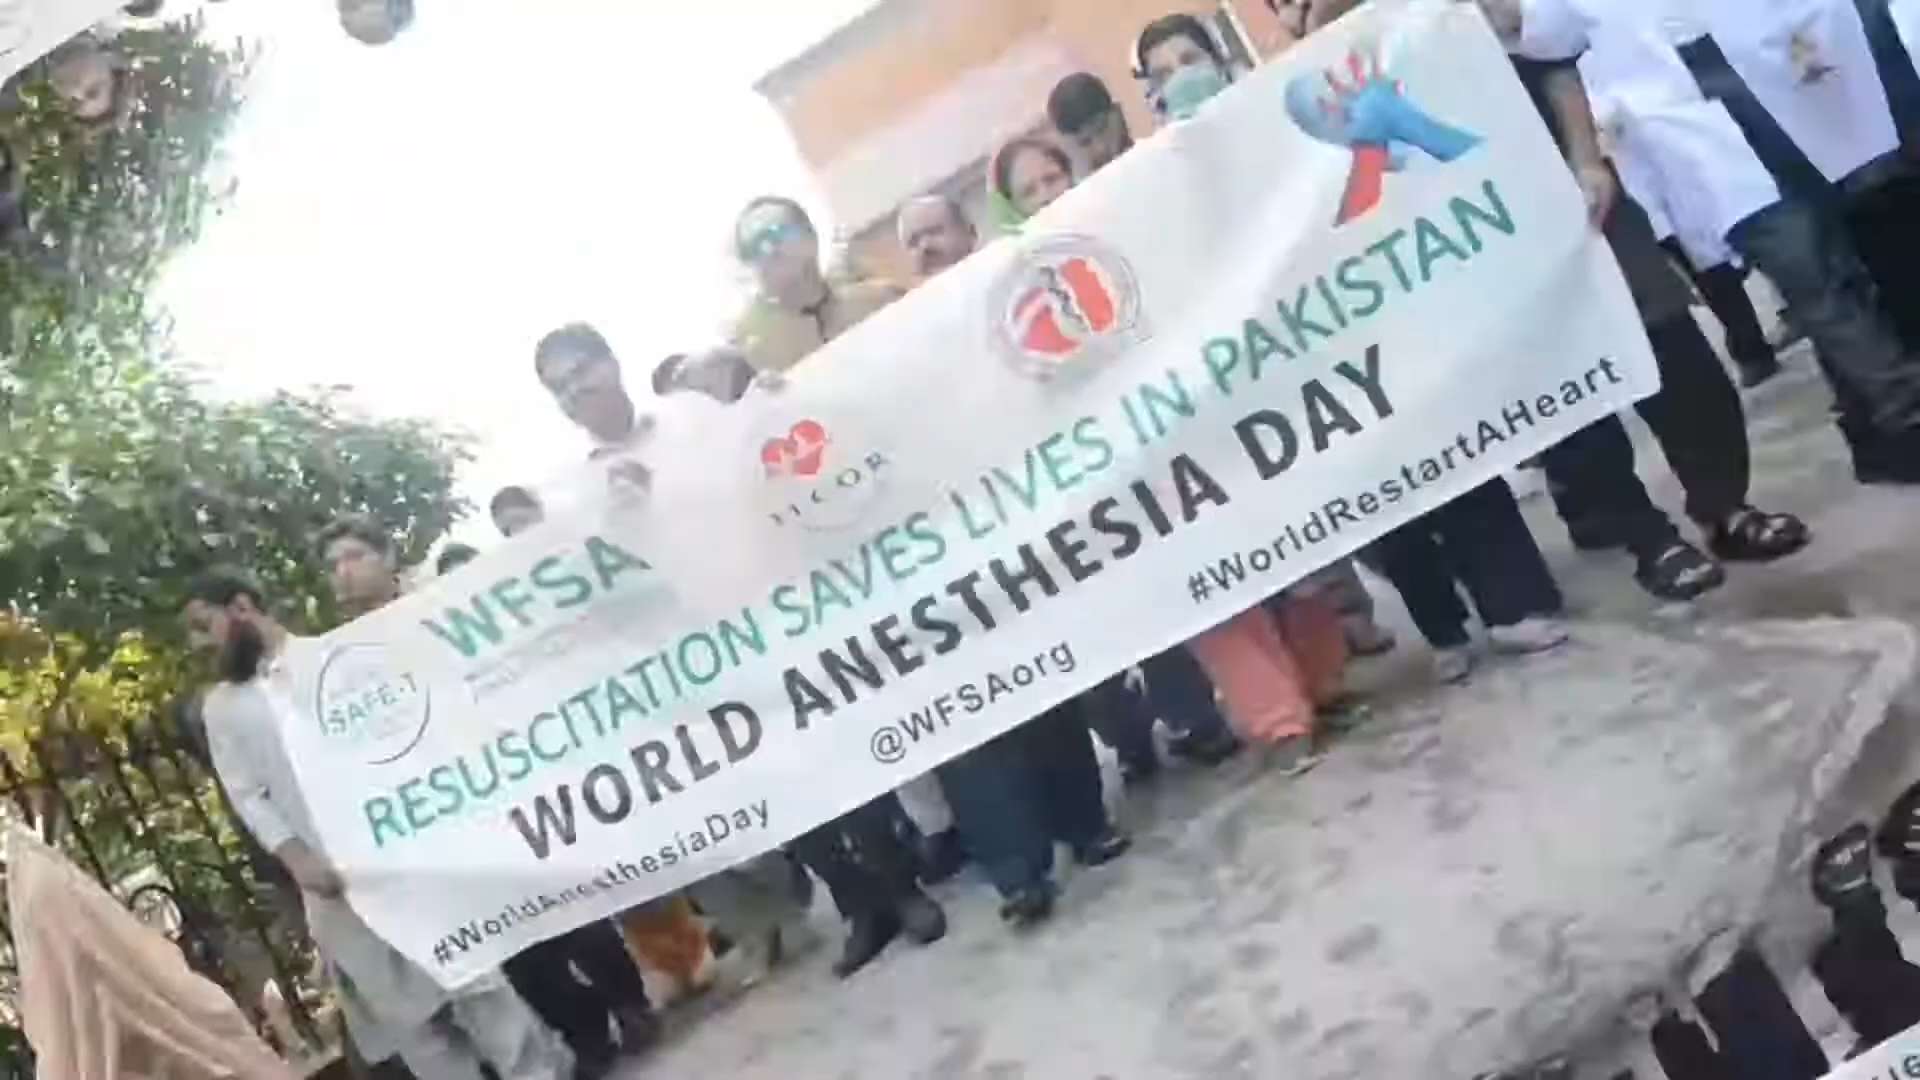 WFSA
SAFE-T
RESUSCITATION SAVES LIVES IN PAKISTAN
WORLD ANESTHESIA DAY
#WorldAnesthesiaDay @WFSAorg #WorldRestartAHeart